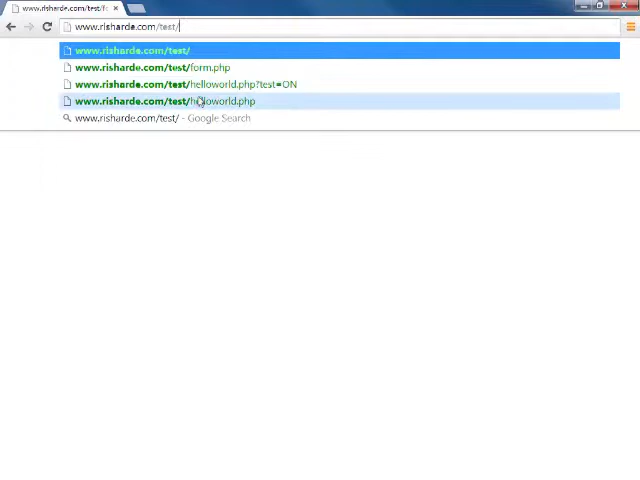 www.risharde.com/test/fo
www.risharde.com/test/
www.risharde.com/test/
www.risharde.com/test/form.php
www.risharde.com/test/helloworld.php?test=ON
www.risharde.com/test/helloworld.php
www.risharde.com/test/ - Google Search